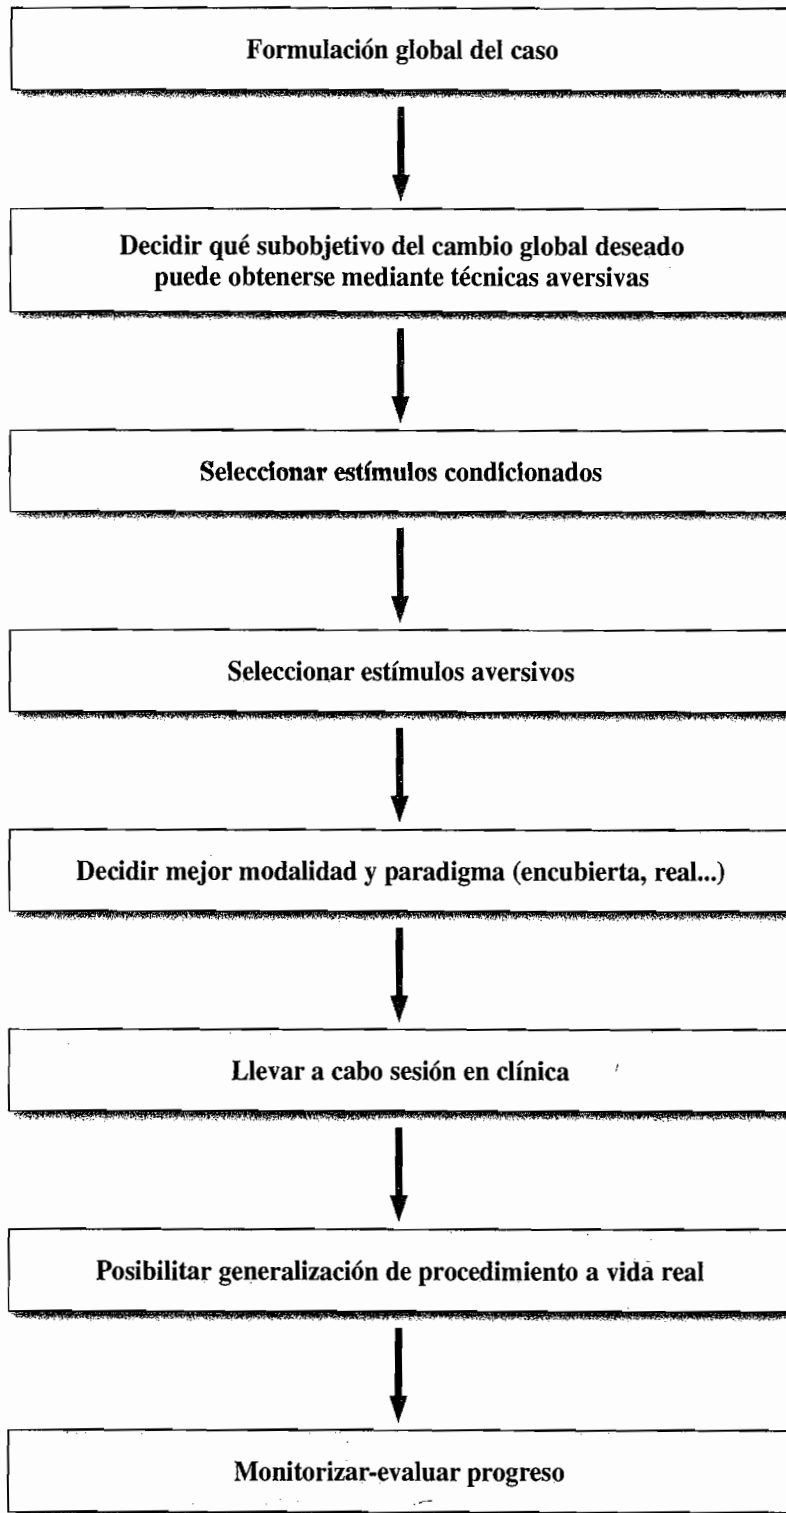 Formulación global del caso
Decidir qué subobjetivo del cambio global deseado
puede obtenerse mediante técnicas aversivas
Seleccionar estímulos condicionados
Seleccionar estímulos aversivos
Decidir mejor modalidad y paradigma (encubierta, real...)
Llevar a cabo sesión en clínica
Posibilitar generalización de procedimiento a vida real
Monitorizar-evaluar progreso